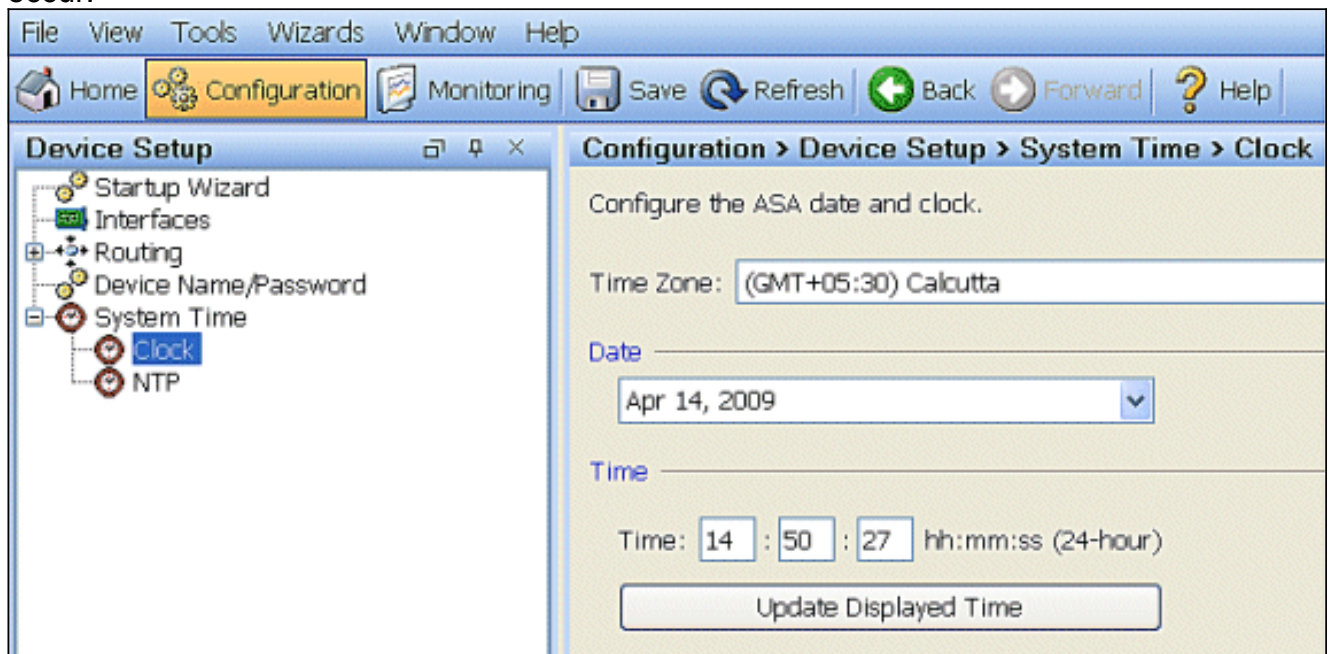 occur.
File View Tools Wizards Window Help
Home Configuration Monitoring Save Refresh Back Forward Help
Device Setup
Startup Wizard
Interfaces
Routing
Device Name/Password
System Time
Clock
NTP
Configuration > Device Setup > System Time > Clock
Configure the ASA date and clock.
Time Zone: (GMT+05:30) Calcutta
Date
Apr 14, 2009
Time
Time: 14 : 50 : 27 hh:mm:ss (24-hour)
Update Displayed Time